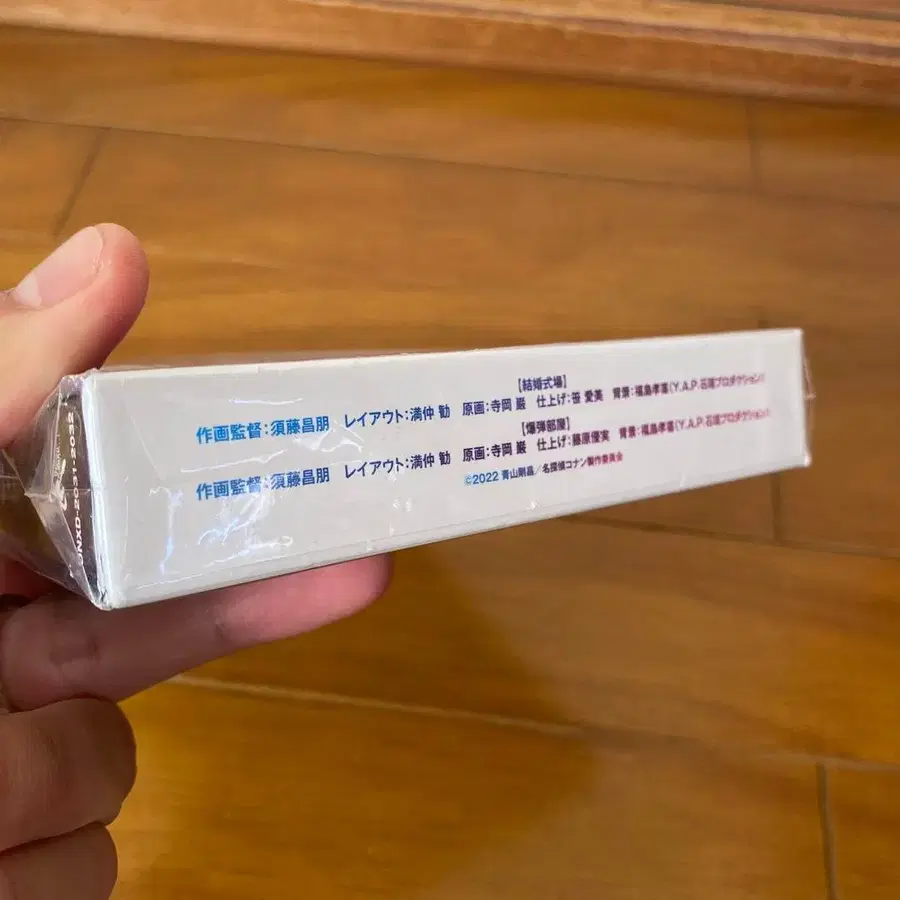 【結婚式場】
作画監督:須藤昌朋 レイアウト:満仲 勧 原画:寺岡 巌 仕上げ:笹 愛美 背景:福島孝喜(Y.A.P.石垣プロダクション)
【爆弾部屋】
作画監督:須藤昌朋 レイアウト:満仲 勧 原画:寺岡 巌 仕上げ:藤原優実 背景:福島孝喜(Y.A.P.石垣プロダクション)
©2022 青山剛昌/名探偵コナン製作委員会
ONXD-2031-2032